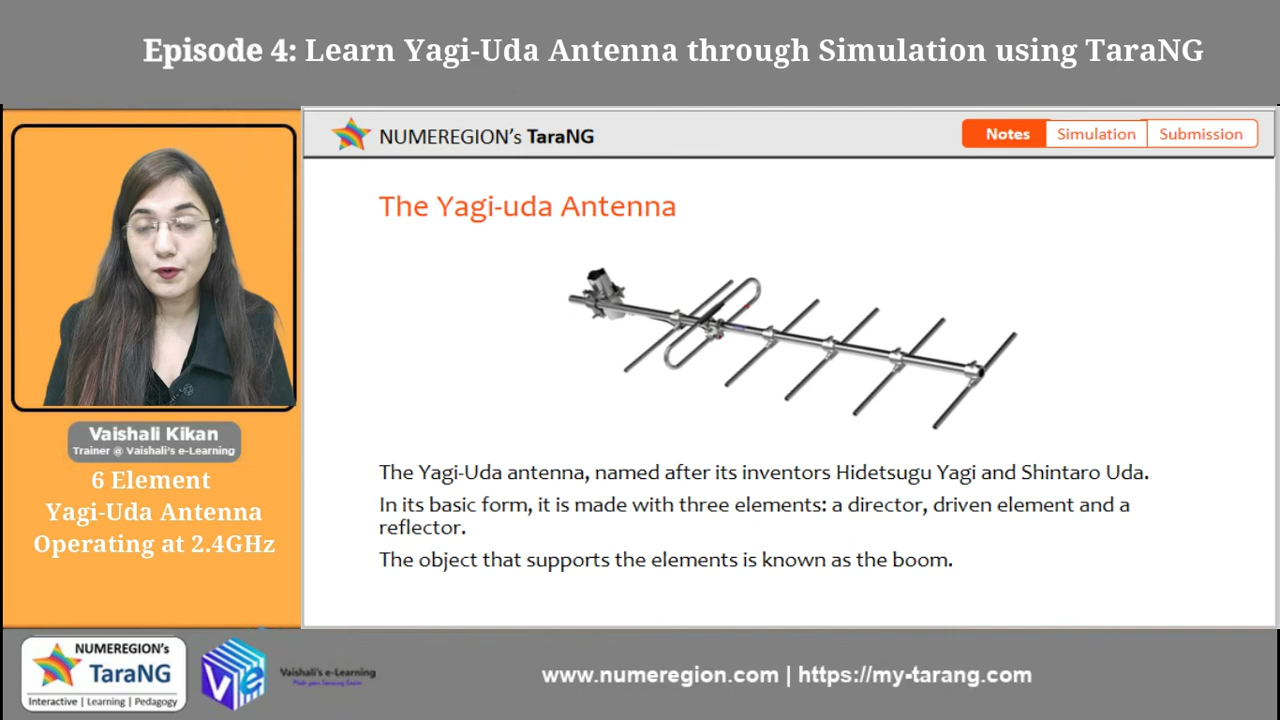 Episode 4: Learn Yagi-Uda Antenna through Simulation using TaraNG
NUMEREGION's TaraNG
Notes
Simulation
Submission
The Yagi-uda Antenna
The Yagi-Uda antenna, named after its inventors Hidetsugu Yagi and Shintaro Uda.
In its basic form, it is made with three elements: a director, driven element and a
reflector.
The object that supports the elements is known as the boom.
Vaishali Kikan
Trainer @ Vaishali's e-Learning
6 Element
Yagi-Uda Antenna
Operating at 2.4GHz
NUMEREGION's
TaraNG
Interactive | Learning | Pedagogy
Vaishali's e-Learning
www.numeregion.com | https://my-tarang.com